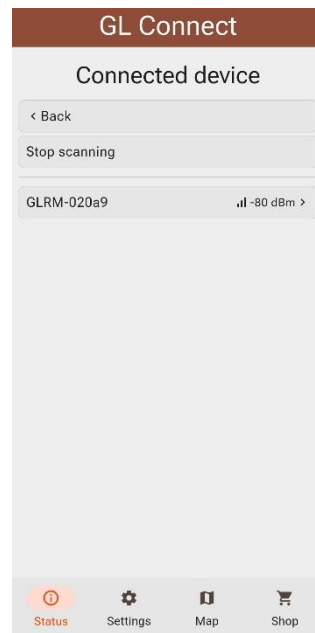 GL Connect
Connected device
< Back
Stop scanning
GLRM-020a9 -80 dBm >
Status Settings Map Shop